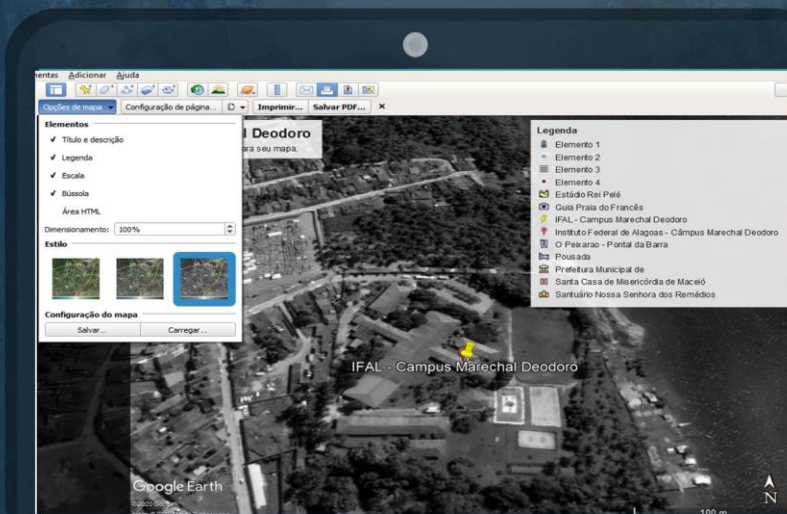 mentas Adicionar Ajuda
Opções de mapa Configuração de página... Imprimir... Salvar PDF... X
Elementos
Título e descrição
Legenda
Escala
Bússola
Área HTML
Dimensionamento: 100%
Estilo
Configuração do mapa
Salvar... Carregar...
l Deodoro
ara seu mapa.
Legenda
Elemento 1
Elemento 2
Elemento 3
Elemento 4
Estádio Rei Pelé
Guia Praia do Francês
IFAL - Campus Marechal Deodoro
Instituto Federal de Alagoas - Câmpus Marechal Deodoro
O Peixarao - Pontal da Barra
Pousada
Prefeitura Municipal de
Santa Casa de Misericórdia de Maceió
Santuário Nossa Senhora dos Remédios
IFAL - Campus Marechal Deodoro
Google Earth
©2020 Google
N
100 m